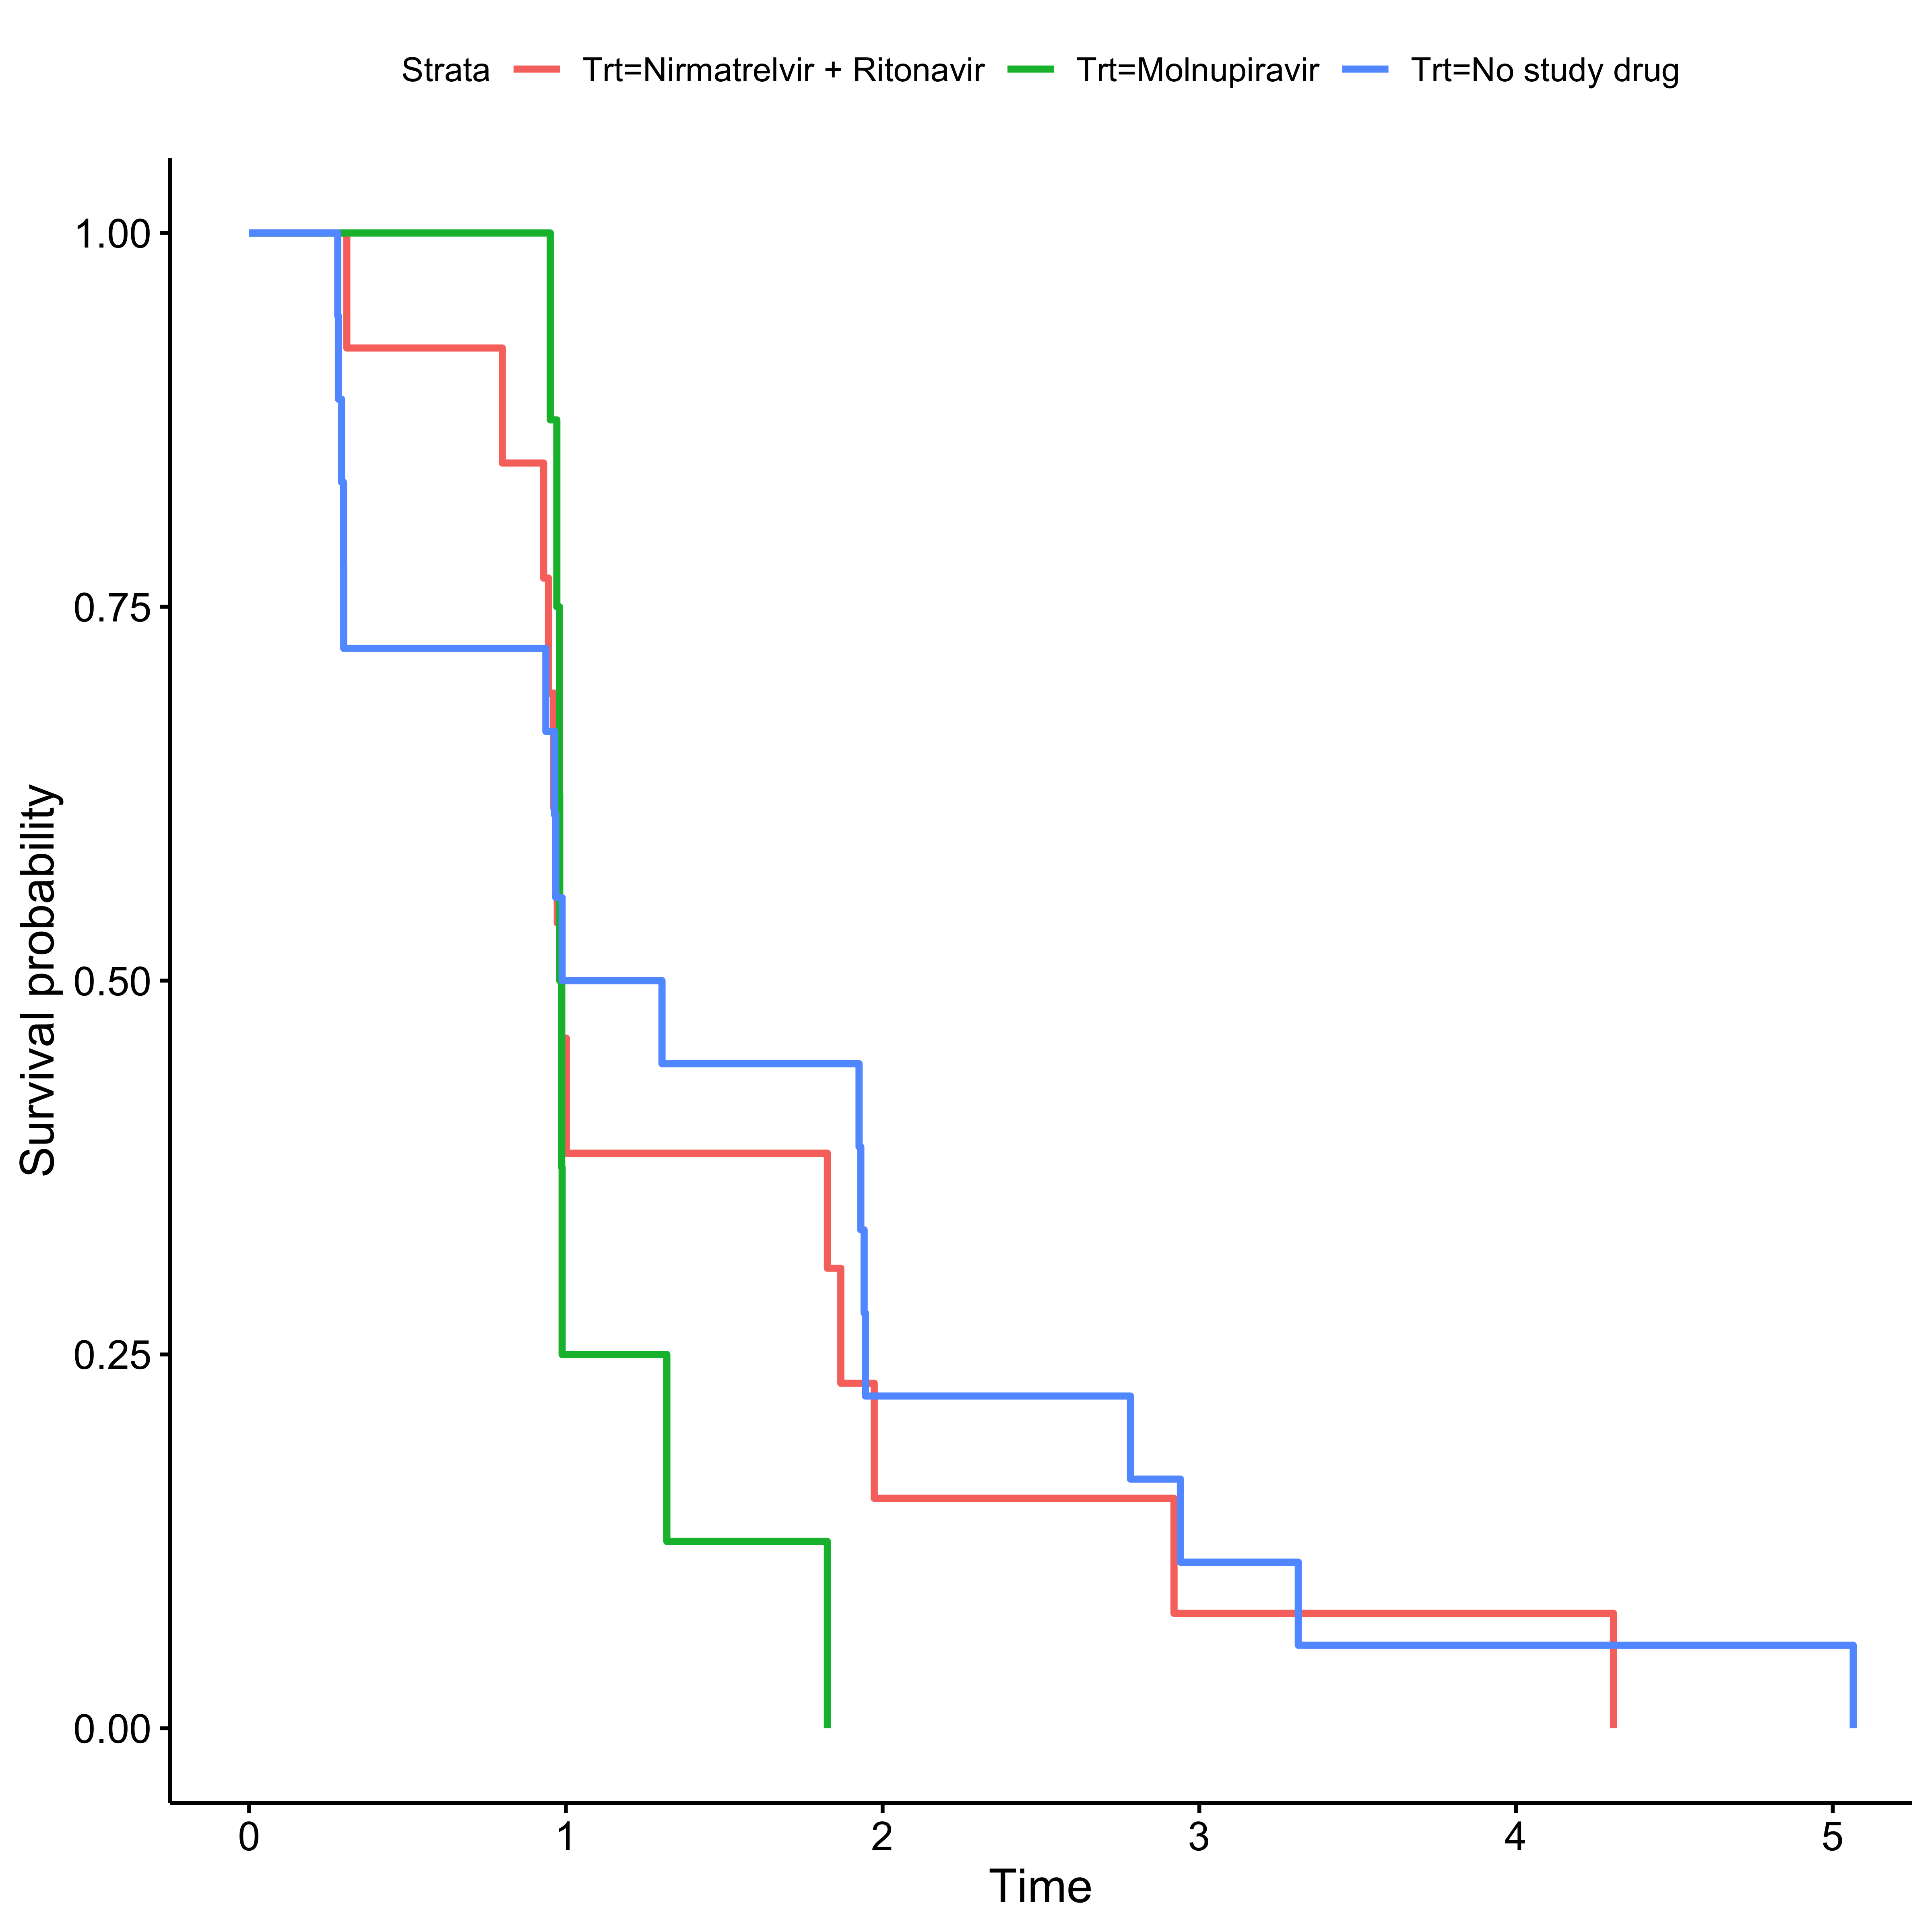 Strata Trt=Nirmatrelvir + Ritonavir Trt=Molnupiravir Trt=No study drug
1.00
0.75
0.50
0.25
0.00
Survival probability
0 1 2 3 4 5
Time